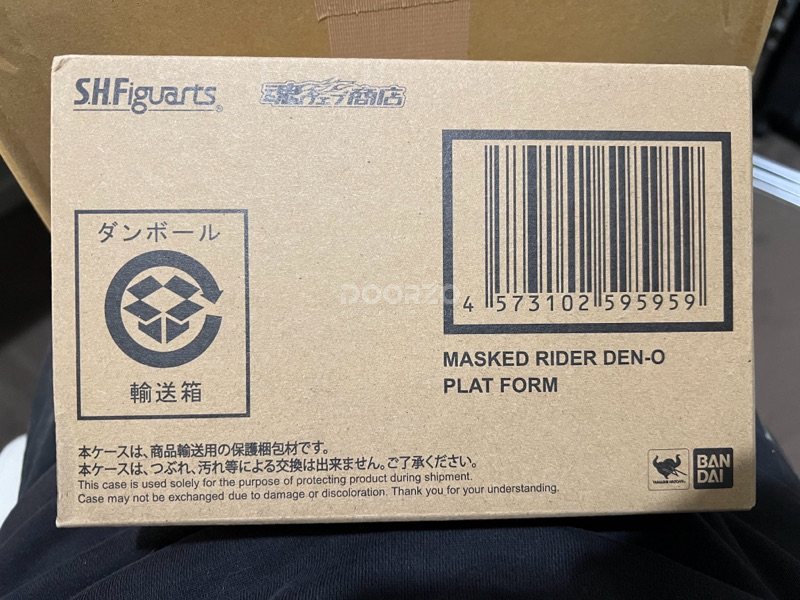 S.H.Figuarts®
魂ウェブ商店
ダンボール
輸送箱
DOORZO
4 573102 595959
MASKED RIDER DEN-O
PLAT FORM
本ケースは、商品輸送用の保護梱包材です。
本ケースは、つぶれ、汚れ等による交換は出来ません。ご了承ください。
This case is used solely for the purpose of protecting product during shipment.
Case may not be exchanged due to damage or discoloration. Thank you for your understanding.
TAMASHII NATIONS
BAN
DAI